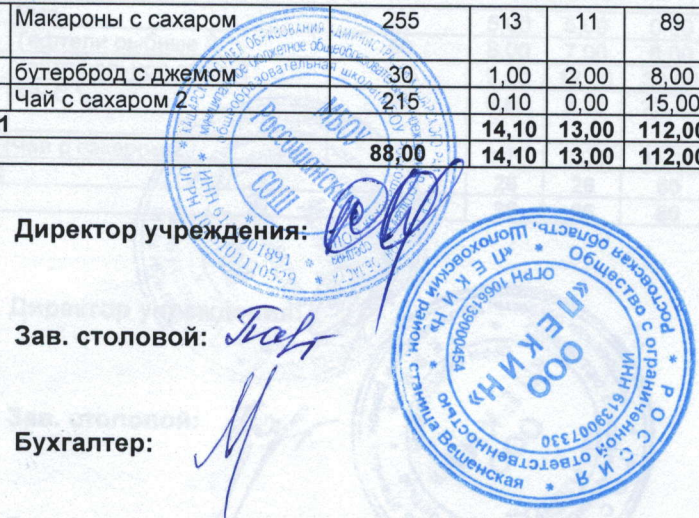 Макароны с сахаром 255 13 11 89
бутерброд с джемом 30 1,00 2,00 8,00
Чай с сахаром 2 215 0,10 0,00 15,00
1 14,10 13,00 112,00
88,00 14,10 13,00 112,00
Директор учреждения:
Зав. столовой:
Бухгалтер:
МБОУ
Россошанская
СОШ
Ростовская область, Шолоховский район, станица Вешенская * РОССИЯ *
Общество с ограниченной ответственностью * «ПЕКИН» *
ОГРН 1066136000454
ИНН 6139007330
ООО
«ПЕКИН»